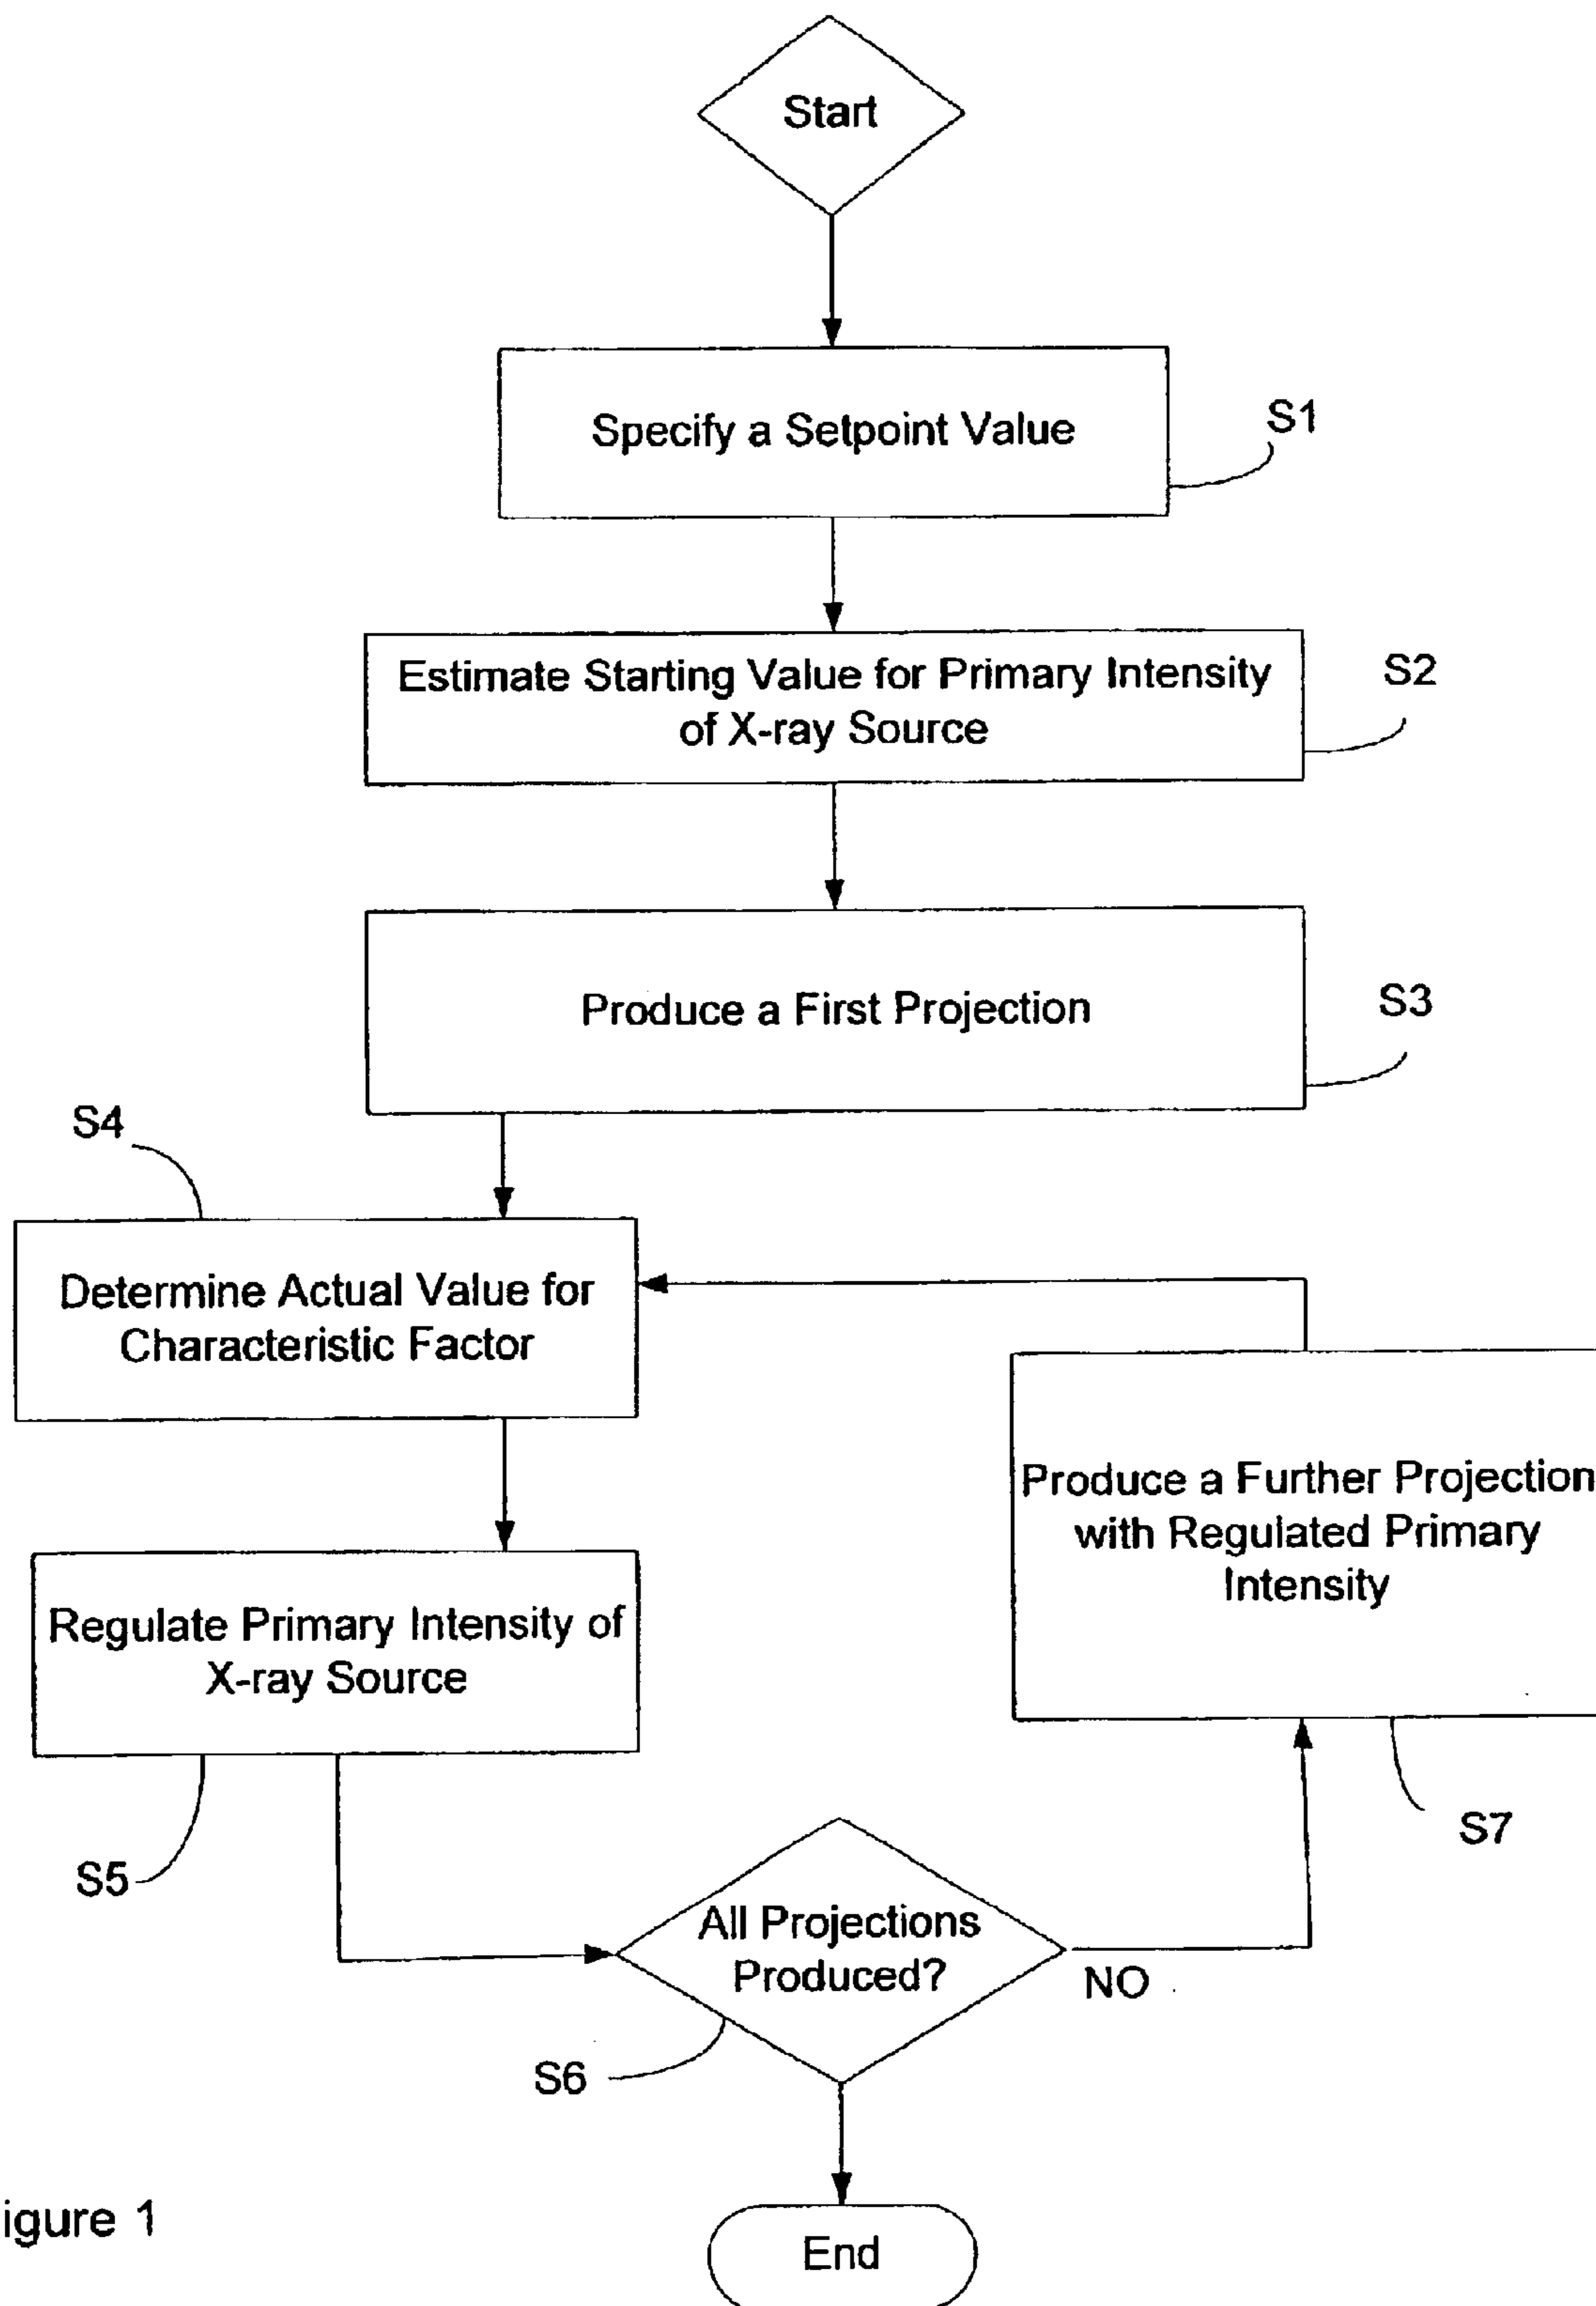 Start
Specify a Setpoint Value
S1
Estimate Starting Value for Primary Intensity
of X-ray Source
S2
Produce a First Projection
S3
S4
Determine Actual Value for
Characteristic Factor
Regulate Primary Intensity of
X-ray Source
S5
All Projections
Produced?
S6
NO
Produce a Further Projection
with Regulated Primary
Intensity
S7
End
igure 1